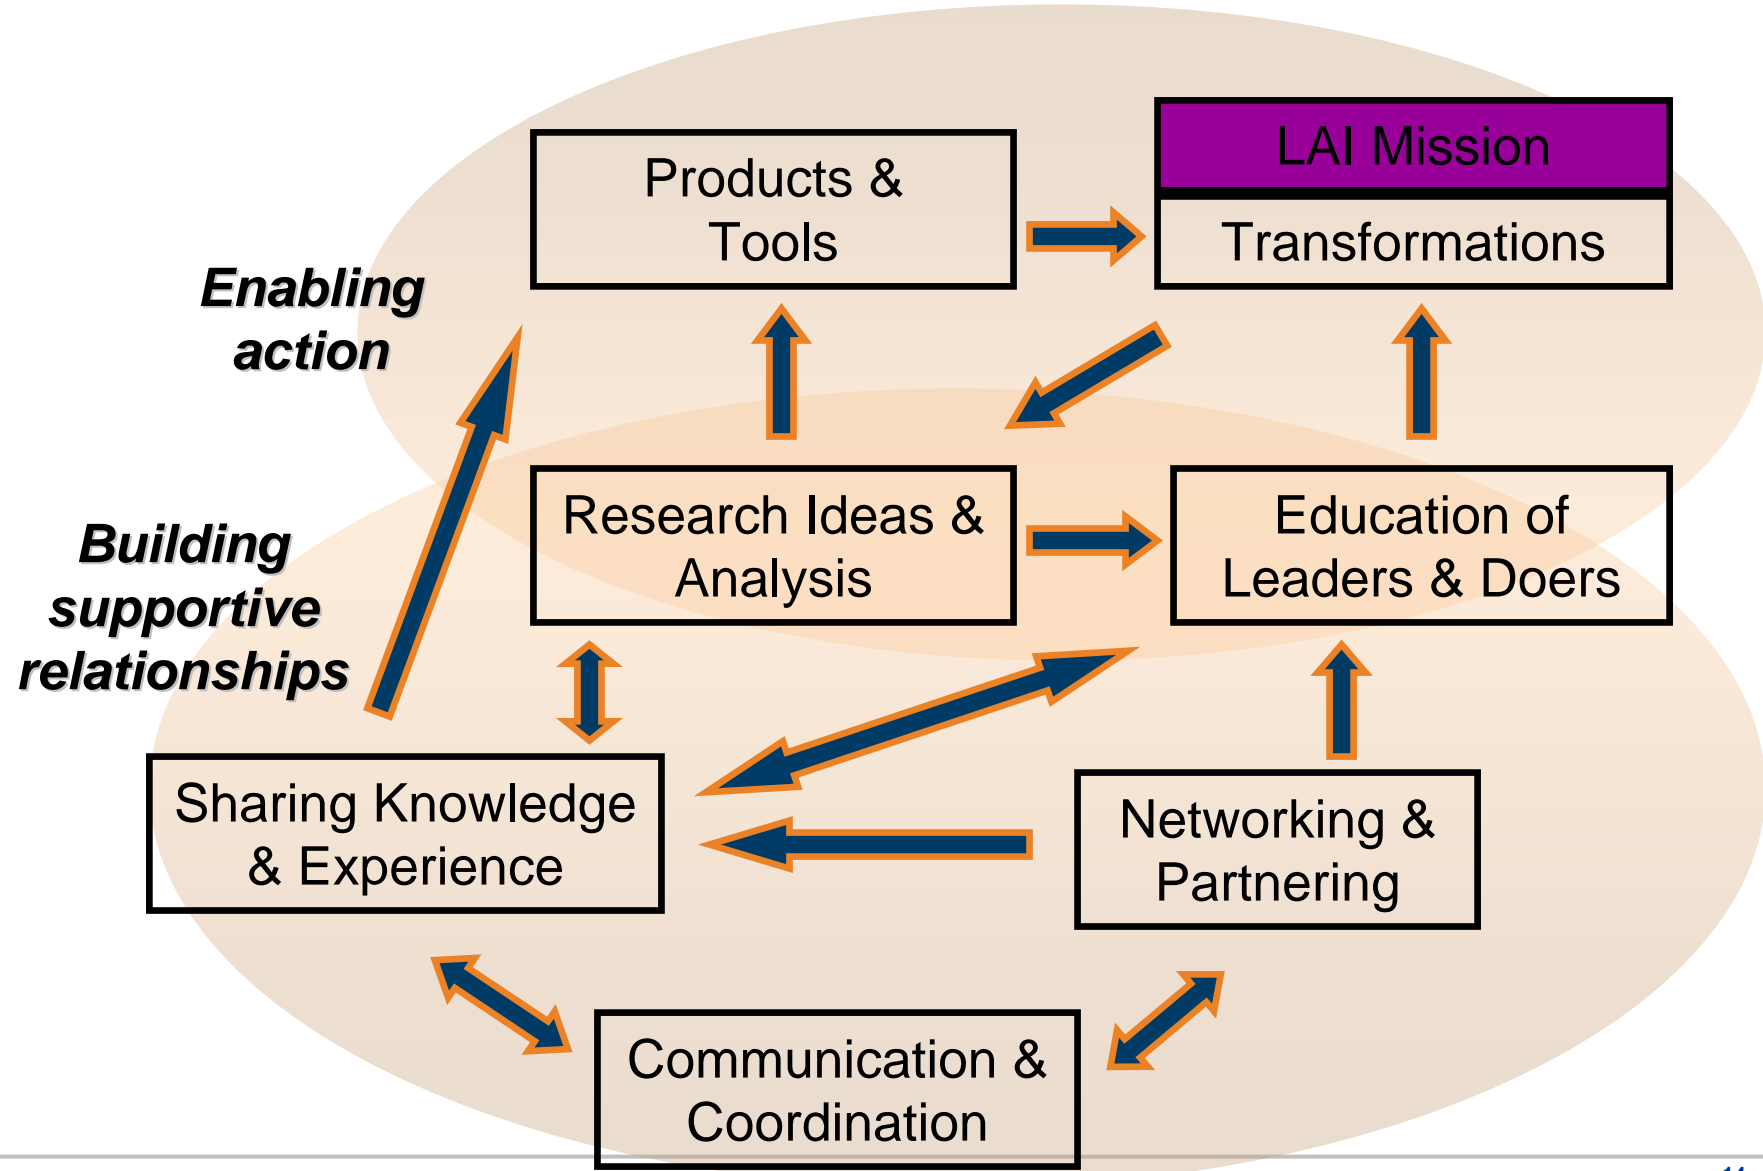 LAI Mission
Products &
Tools
Transformations
Enabling
action
Research Ideas &
Analysis
Education of
Leaders & Doers
Building
supportive
relationships
Sharing Knowledge
& Experience
Networking &
Partnering
Communication &
Coordination